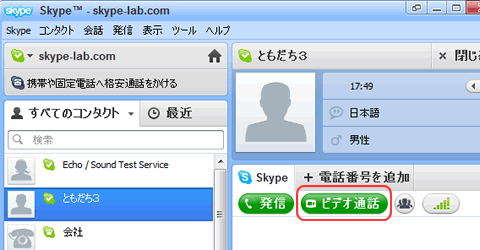 skype Skype™ - skype-lab.com
Skype コンタクト 会話 発信 表示 ツール ヘルプ
skype-lab.com
携帯や固定電話へ格安通話をかける
すべてのコンタクト 最近
検索
Echo / Sound Test Service
ともだち3
会社
ともだち3 × 閉じ
17:49
日本語
男性
Skype + 電話番号を追加
発信 ビデオ通話